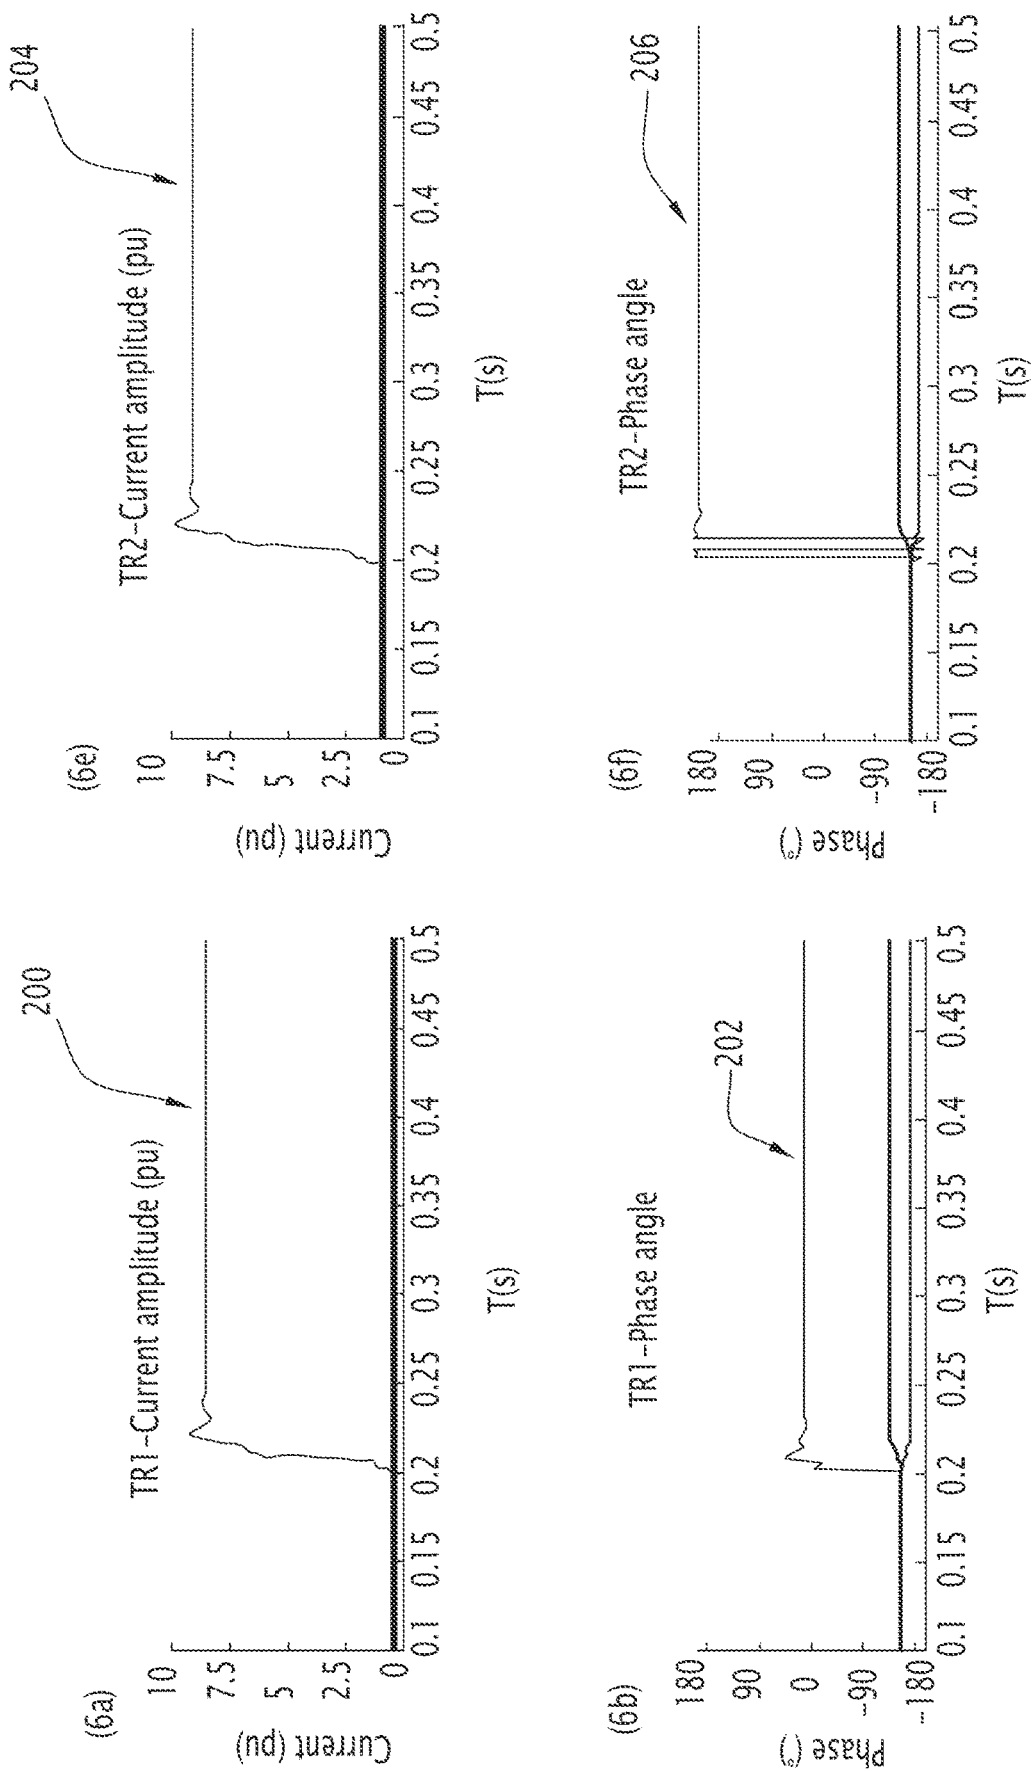 (6a)
TR1-Current amplitude (pu)
200
Current (pu)
10
7.5
5
2.5
0
0.1 0.15 0.2 0.25 0.3 0.35 0.4 0.45 0.5
T(s)
(6e)
TR2-Current amplitude (pu)
204
Current (pu)
10
7.5
5
2.5
0
0.1 0.15 0.2 0.25 0.3 0.35 0.4 0.45 0.5
T(s)
(6b)
TR1-Phase angle
202
Phase (°)
180
90
0
-90
-180
0.1 0.15 0.2 0.25 0.3 0.35 0.4 0.45 0.5
T(s)
(6f)
TR2-Phase angle
206
Phase (°)
180
90
0
-90
-180
0.1 0.15 0.2 0.25 0.3 0.35 0.4 0.45 0.5
T(s)